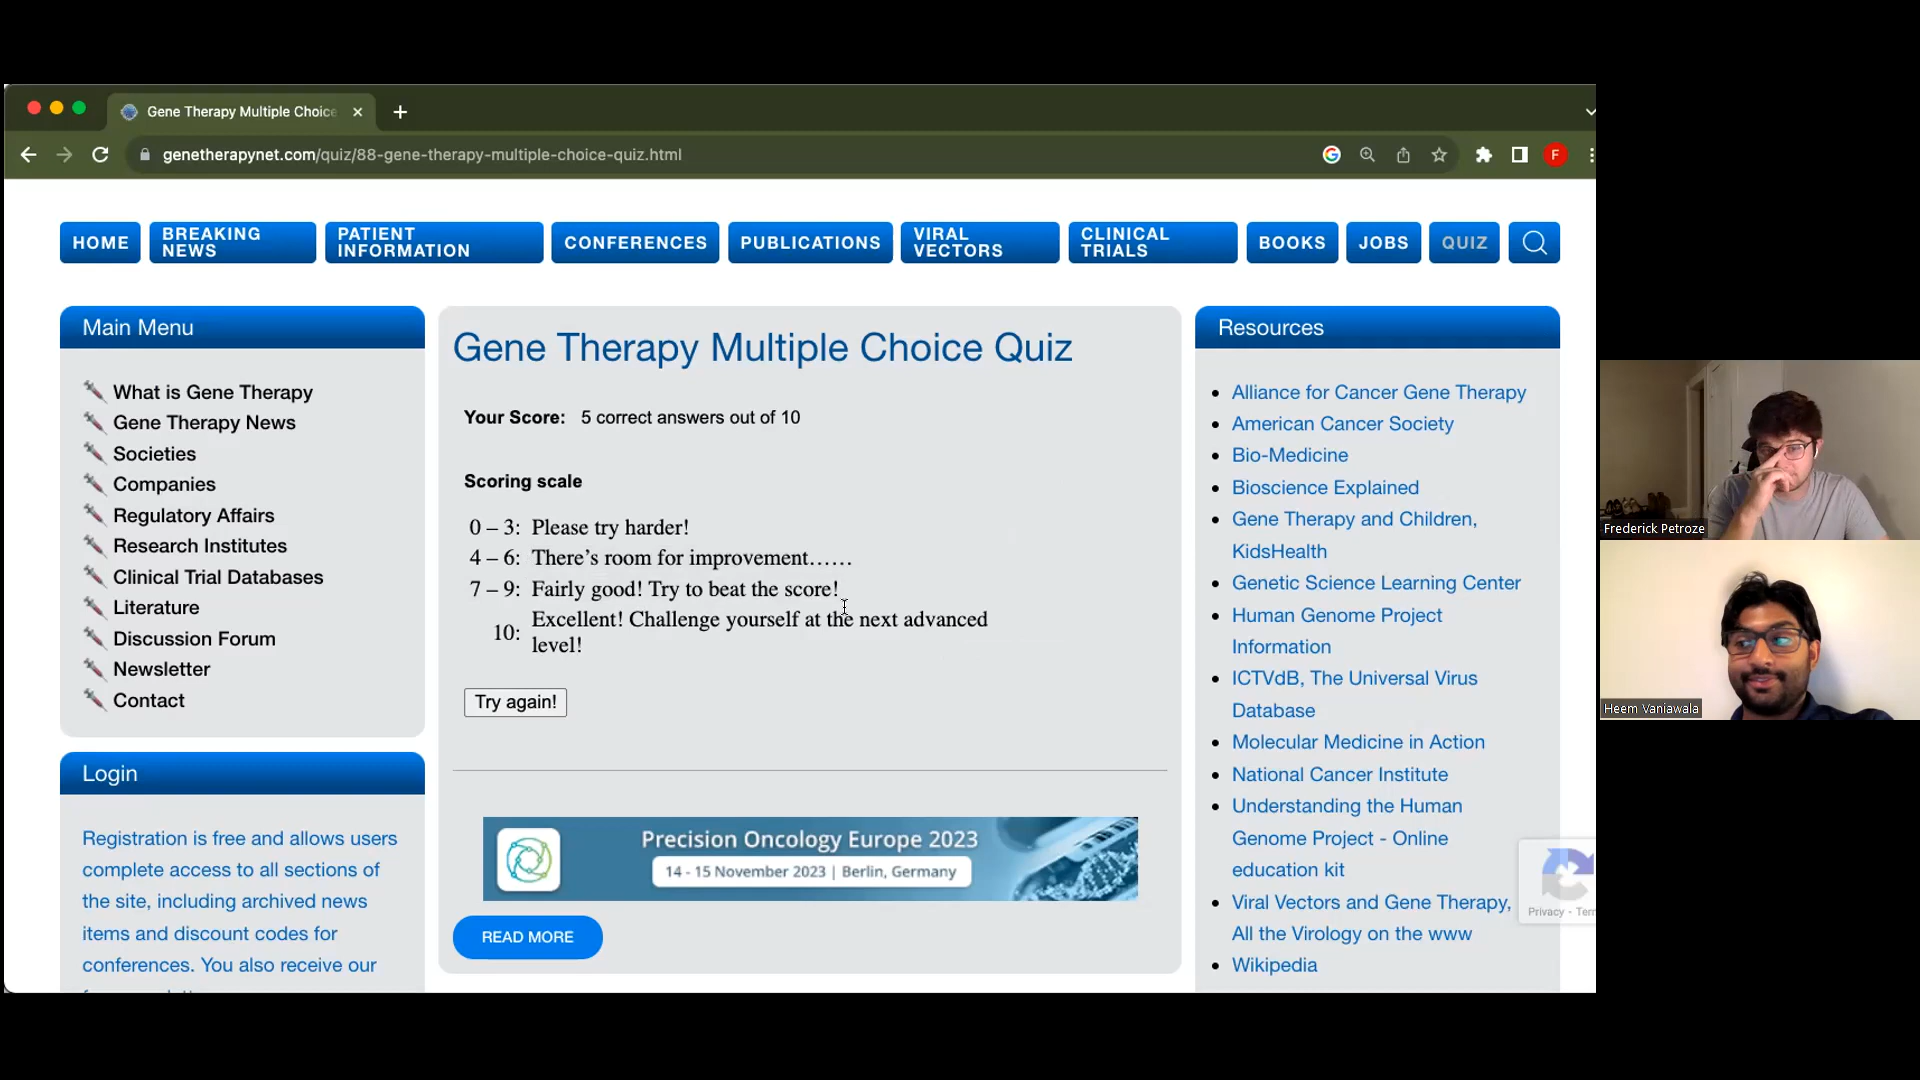 Gene Therapy Multiple Choice
genetherapynet.com/quiz/88-gene-therapy-multiple-choice-quiz.html
F
HOME
BREAKING
NEWS
PATIENT
INFORMATION
CONFERENCES
PUBLICATIONS
VIRAL
VECTORS
CLINICAL
TRIALS
BOOKS
JOBS
QUIZ
Main Menu
What is Gene Therapy
Gene Therapy News
Societies
Companies
Regulatory Affairs
Research Institutes
Clinical Trial Databases
Literature
Discussion Forum
Newsletter
Contact
Login
Registration is free and allows users
complete access to all sections of
the site, including archived news
items and discount codes for
conferences. You also receive our
Gene Therapy Multiple Choice Quiz
Your Score: 5 correct answers out of 10
Scoring scale
0 – 3: Please try harder!
4 – 6: There’s room for improvement……
7 – 9: Fairly good! Try to beat the score!
10: Excellent! Challenge yourself at the next advanced
level!
Try again!
Precision Oncology Europe 2023
14 - 15 November 2023 | Berlin, Germany
READ MORE
Resources
Alliance for Cancer Gene Therapy
American Cancer Society
Bio-Medicine
Bioscience Explained
Gene Therapy and Children,
KidsHealth
Genetic Science Learning Center
Human Genome Project
Information
ICTVdB, The Universal Virus
Database
Molecular Medicine in Action
National Cancer Institute
Understanding the Human
Genome Project - Online
education kit
Viral Vectors and Gene Therapy,
All the Virology on the www
Wikipedia
Privacy - Term
Frederick Petroze
Heem Vaniawala